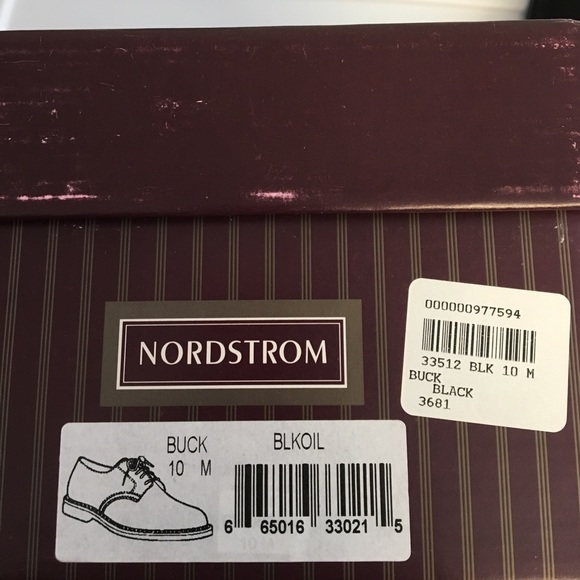 NORDSTROM
000000977594
33512 BLK 10 M
BUCK
BLACK
3681
BUCK BLKOIL
10 M
6 65016 33021 5